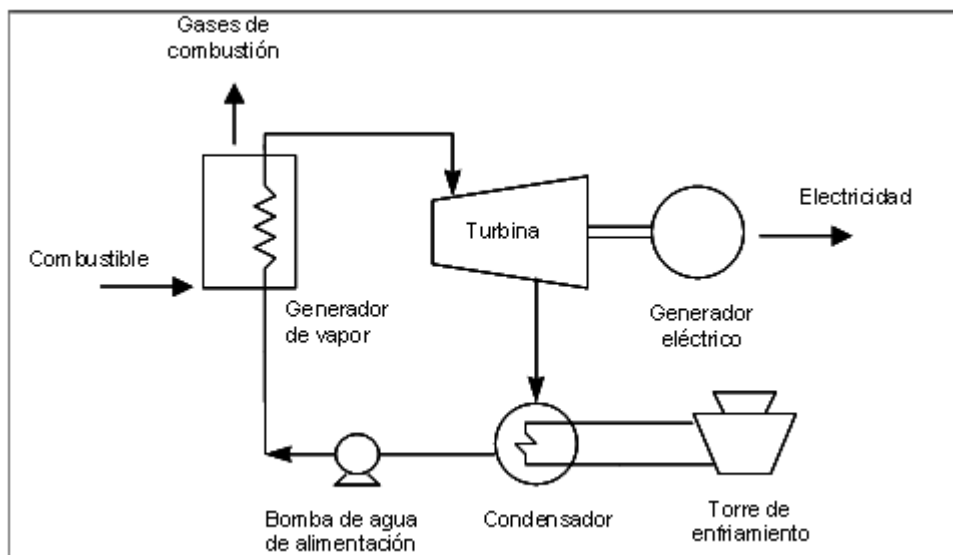 Gases de
combustión
Electricidad
Turbina
Combustible
Generador
de vapor
Generador
eléctrico
Bomba de agua
de alimentación
Condensador
Torre de
enfriamiento